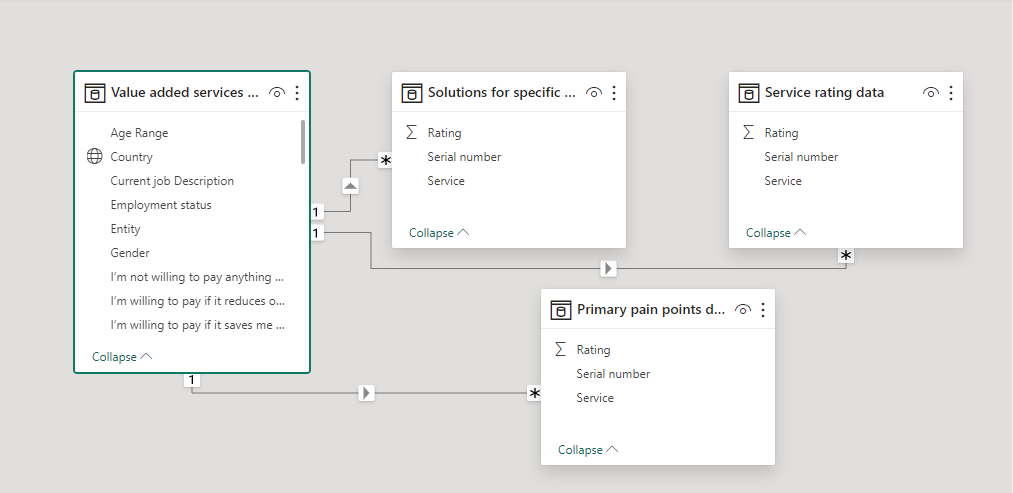 Value added services ...
Age Range
Country
Current job Description
Employment status
Entity
Gender
I'm not willing to pay anything ...
I'm willing to pay if it reduces o...
I'm willing to pay if it saves me ...
Collapse
Solutions for specific ...
Rating
Serial number
Service
Collapse
Service rating data
Rating
Serial number
Service
Collapse
Primary pain points d...
Rating
Serial number
Service
Collapse
1
*
1
*
1
*